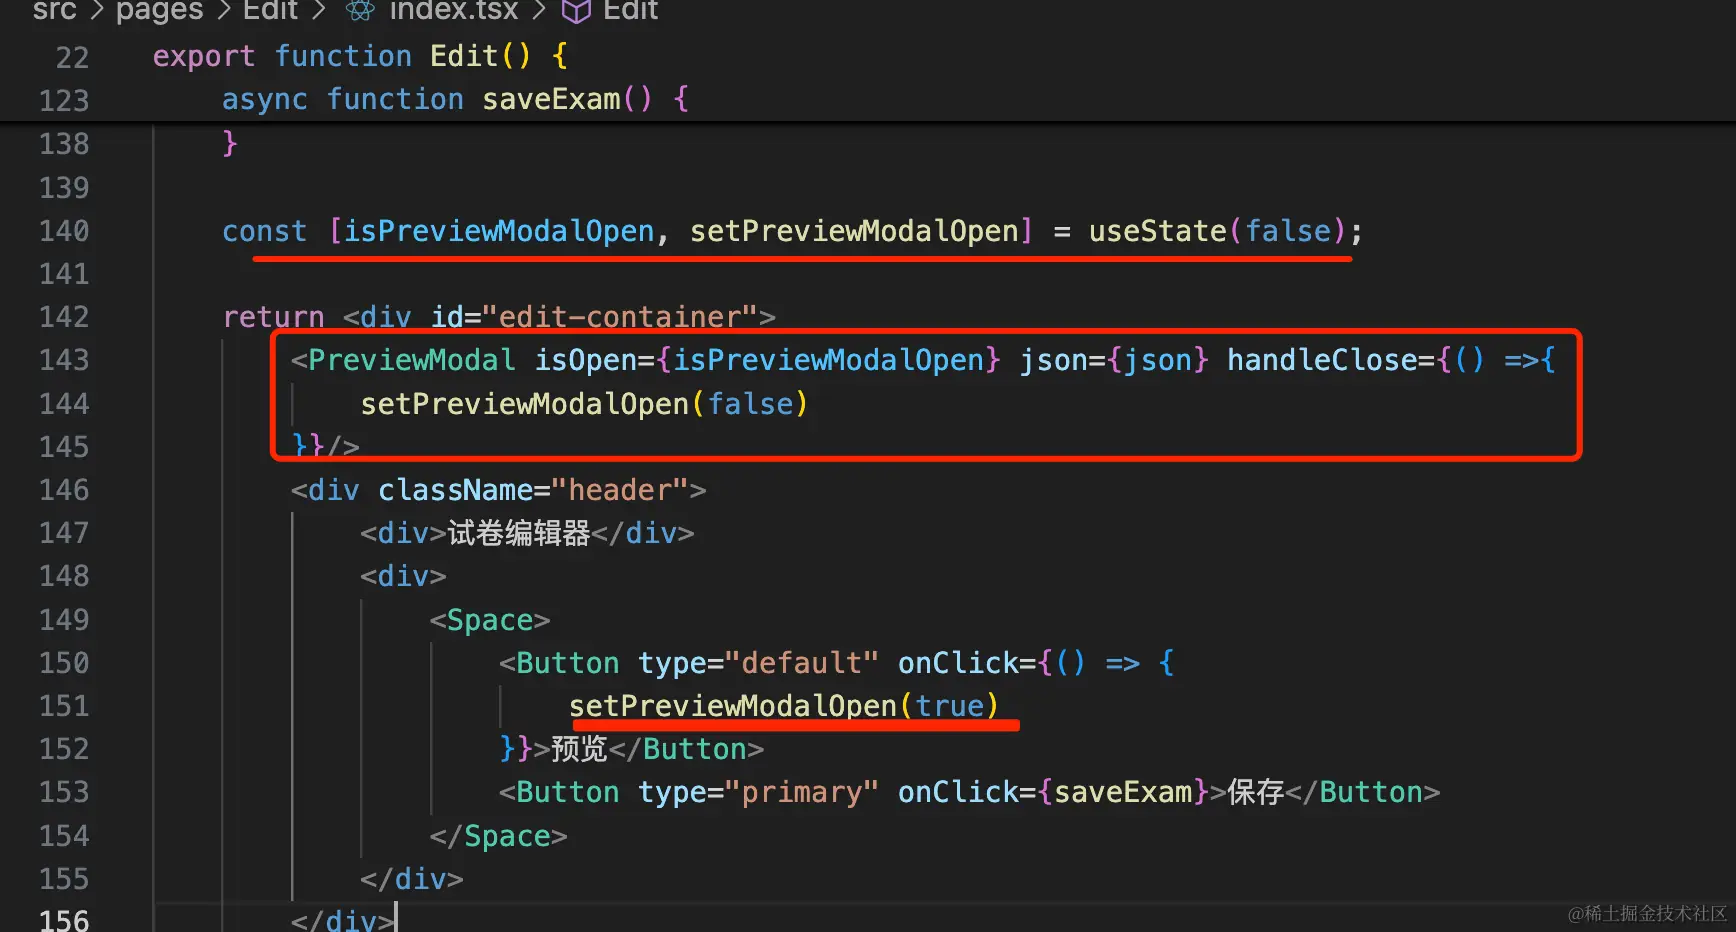 src > pages > Edit > index.tsx > Edit
22 export function Edit() {
123 async function saveExam() {
138 }
139
140 const [isPreviewModalOpen, setPreviewModalOpen] = useState(false);
141
142 return <div id="edit-container">
143 <PreviewModal isOpen={isPreviewModalOpen} json={json} handleClose={() =>{
144 setPreviewModalOpen(false)
145 }}/>
146 <div className="header">
147 <div>试卷编辑器</div>
148 <div>
149 <Space>
150 <Button type="default" onClick={() => {
151 setPreviewModalOpen(true)
152 }}>预览</Button>
153 <Button type="primary" onClick={saveExam}>保存</Button>
154 </Space>
155 </div>
156 </div>
@稀土掘金技术社区